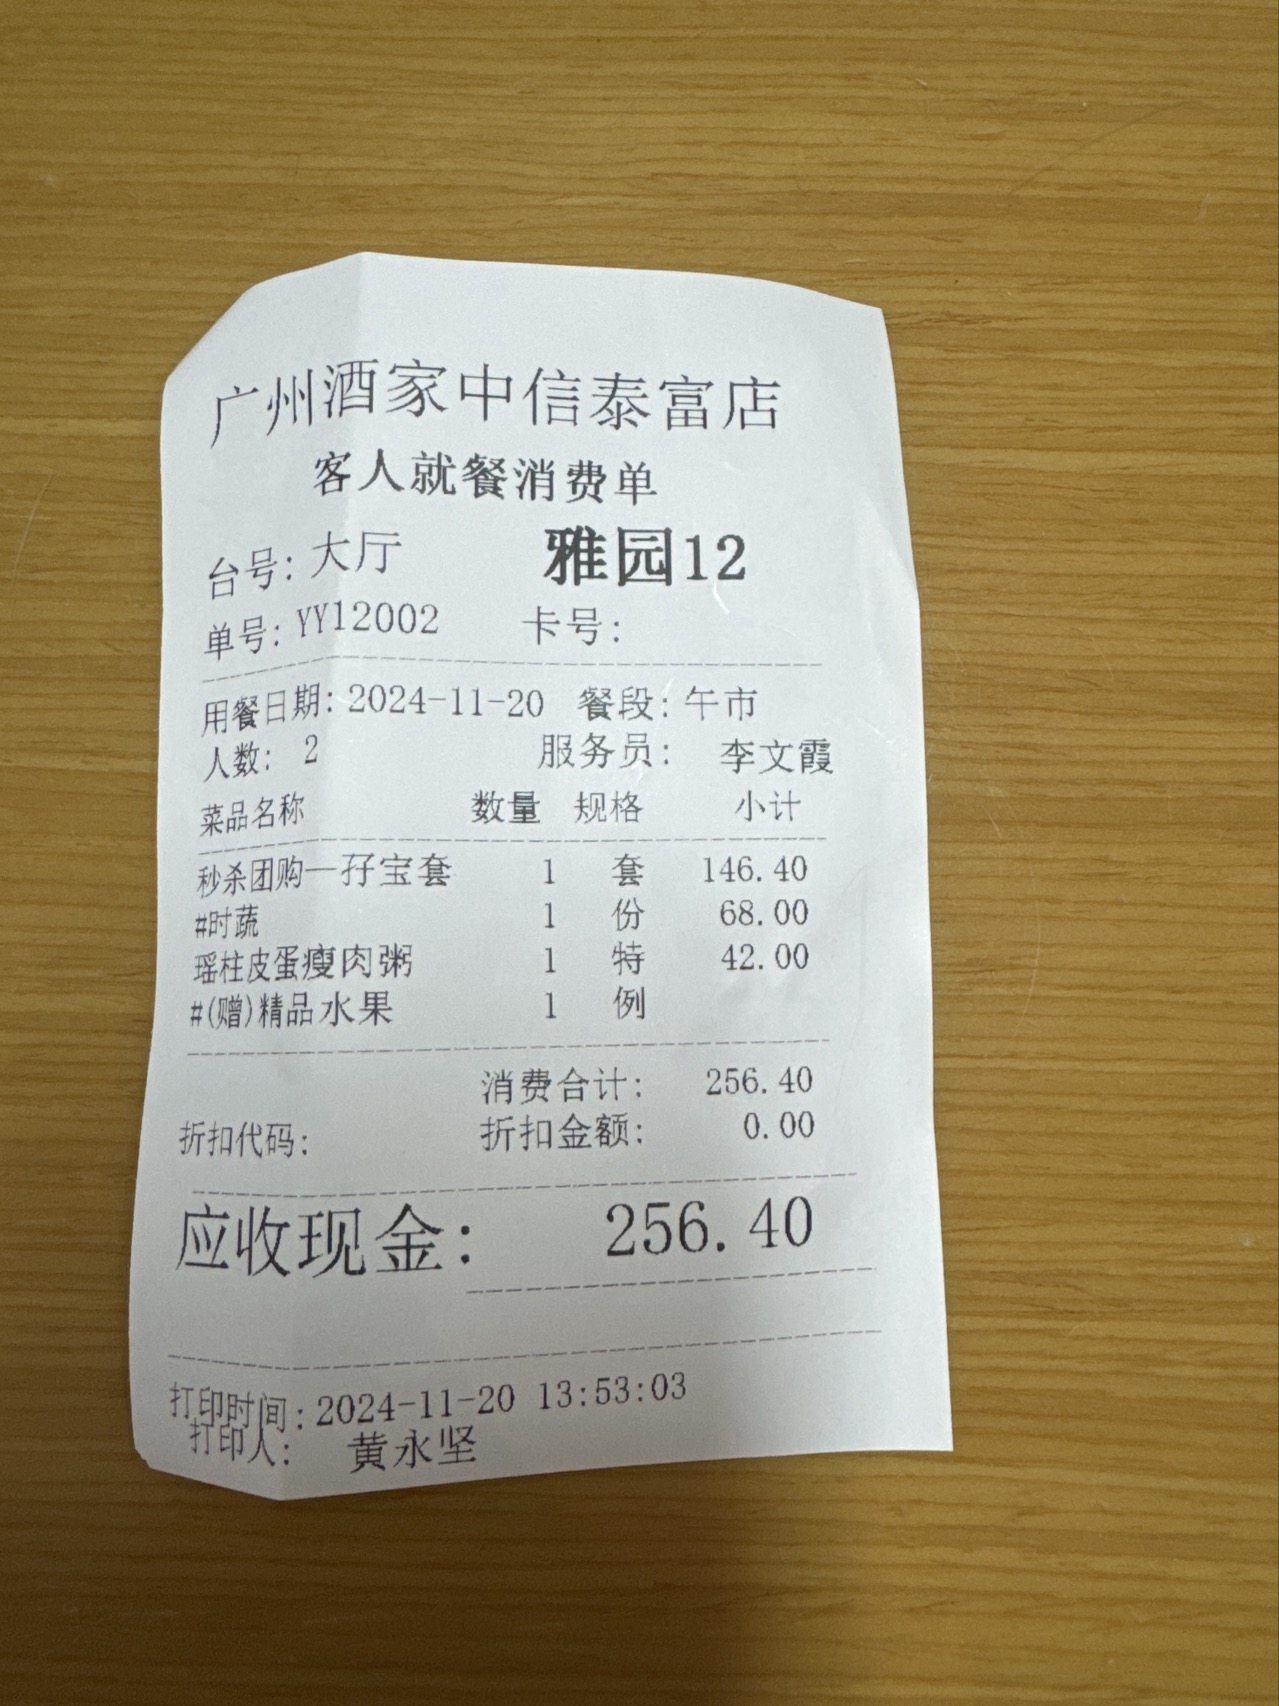 广州酒家中信泰富店
客人就餐消费单
台号:大厅 雅园12
单号:YY12002 卡号:
用餐日期:2024-11-20 餐段:午市
人数: 2 服务员: 李文霞
菜品名称 数量 规格 小计
秒杀团购一孖宝套 1 套 146.40
#时蔬 1 份 68.00
瑶柱皮蛋瘦肉粥 1 特 42.00
#(赠)精品水果 1 例
消费合计: 256.40
折扣代码: 折扣金额: 0.00
应收现金: 256.40
打印时间:2024-11-20 13:53:03
打印人: 黄永坚